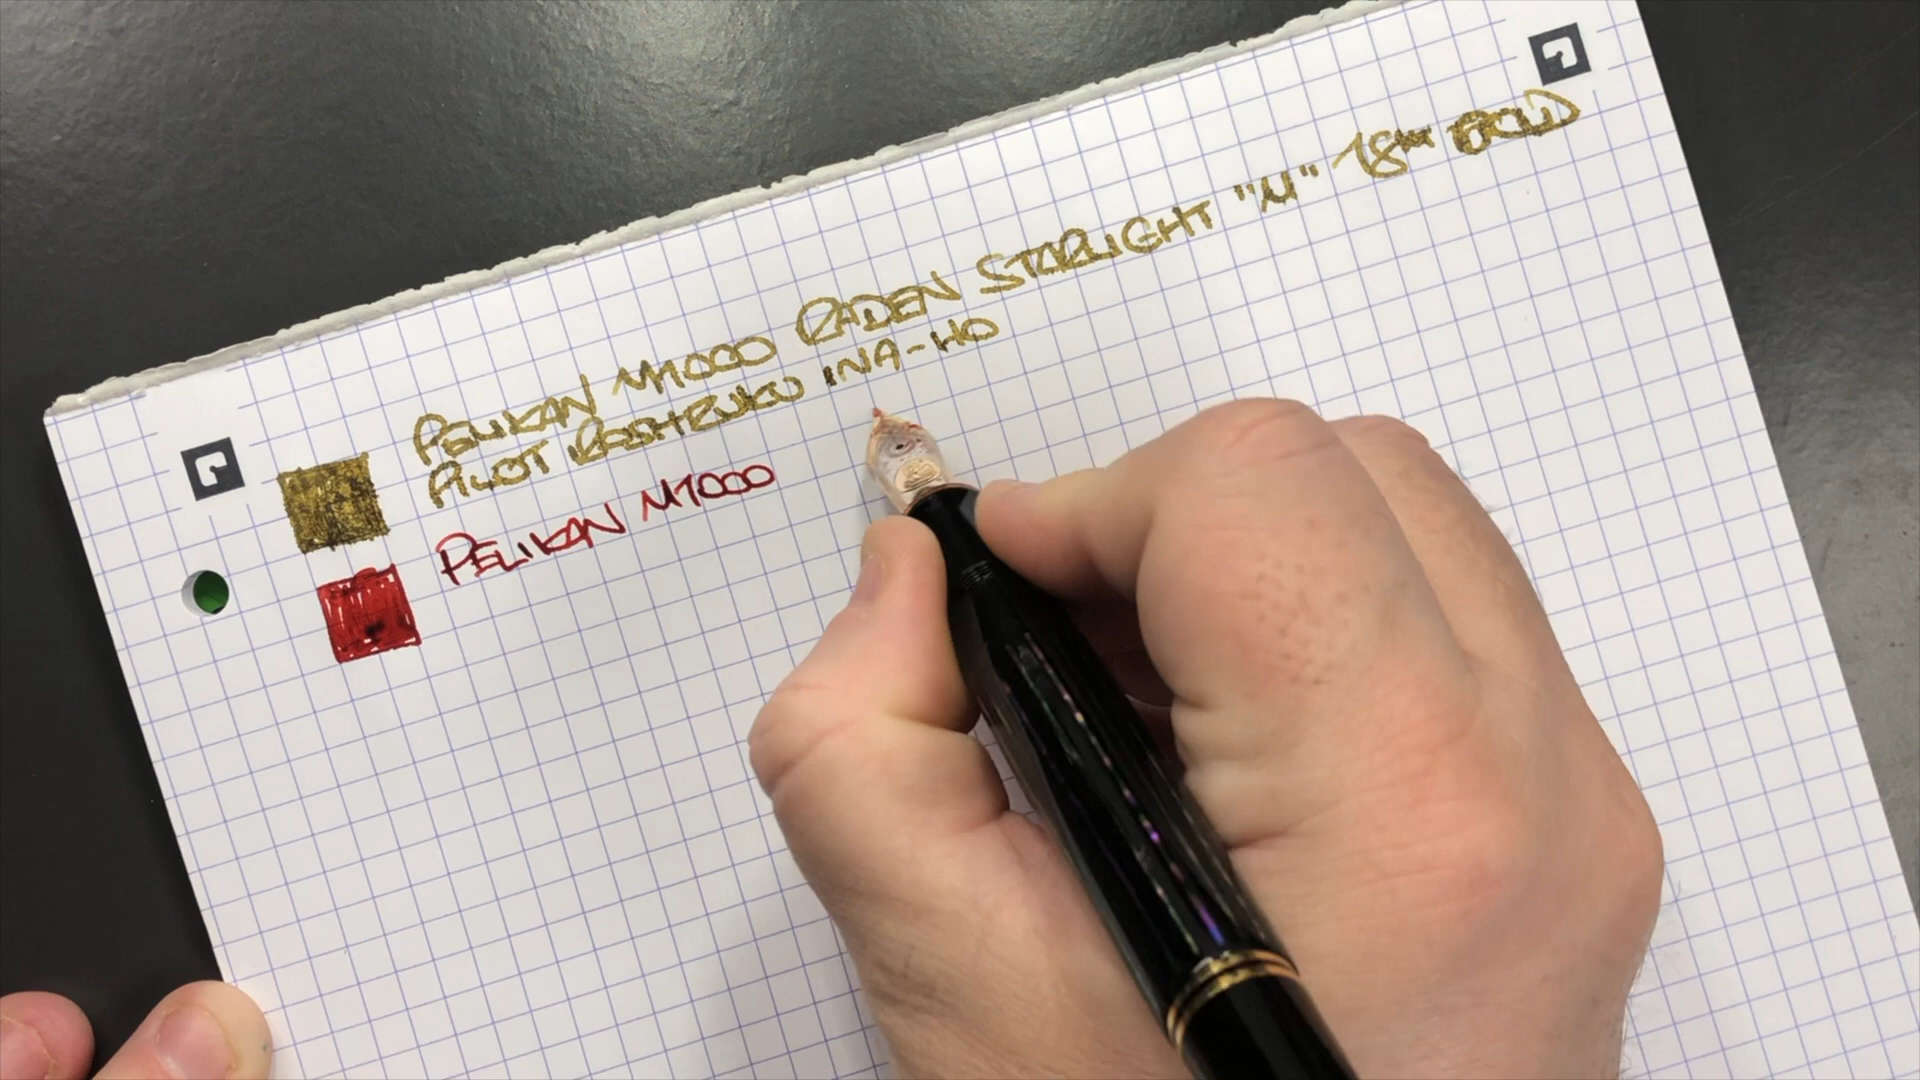 PELIKAN M1000 RADEN STARLIGHT "M" 18K GOLD
PILOT IROSHIZUKU INA-HO
PELIKAN M1000